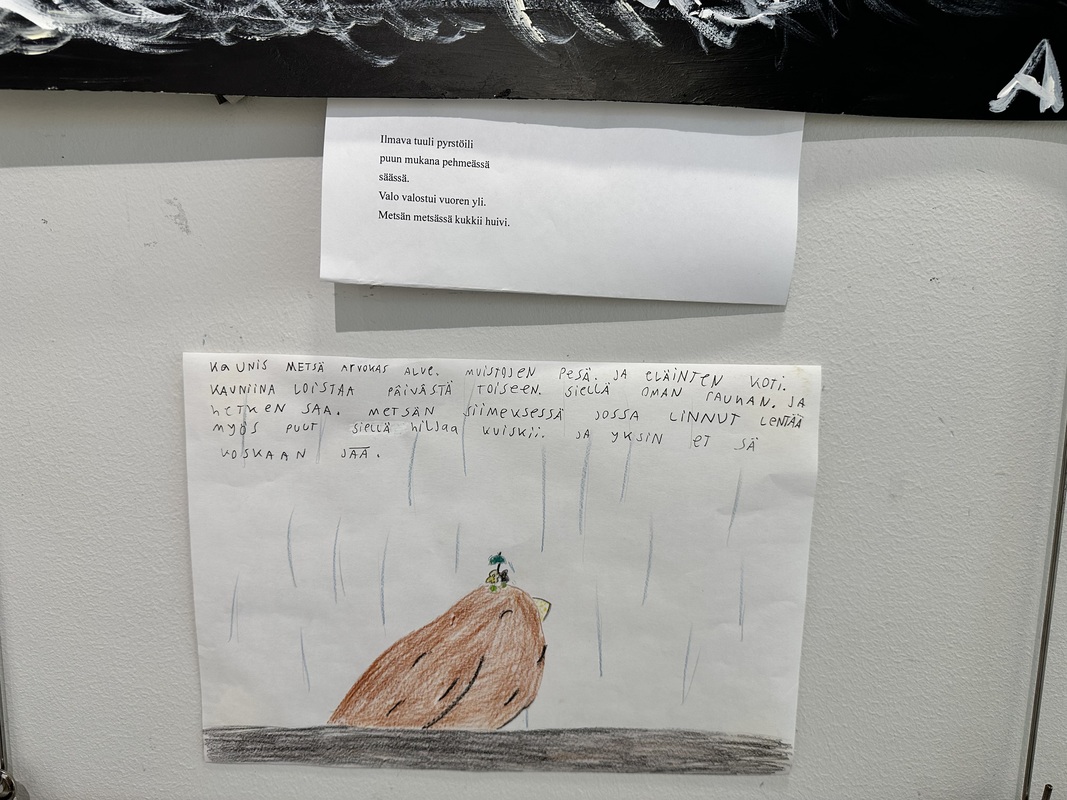 A
Ilmava tuuli pyrstöili
puun mukana pehmeässä
säässä.
Valo valostui vuoren yli.
Metsän metsässä kukkii huivi.
KaUNIS METSÄ ArVOKAS ALUE. MUISTOJEN PESÄ. JA ELÄINTEN KOTI.
KAUNIINA LOISTAA PÄIVÄSTÄ TOISEEN. SIELLÄ OMAN RAUHAN. JA
HETKEN SAA. METSÄN SIIMEKSESSÄ JOSSA LINNUT LENTÄÄ
MYÖS PUUT SIELLÄ hILJaa KUISKII. JA YKSIN ET SÄ
KOSKAAN JÄÄ.